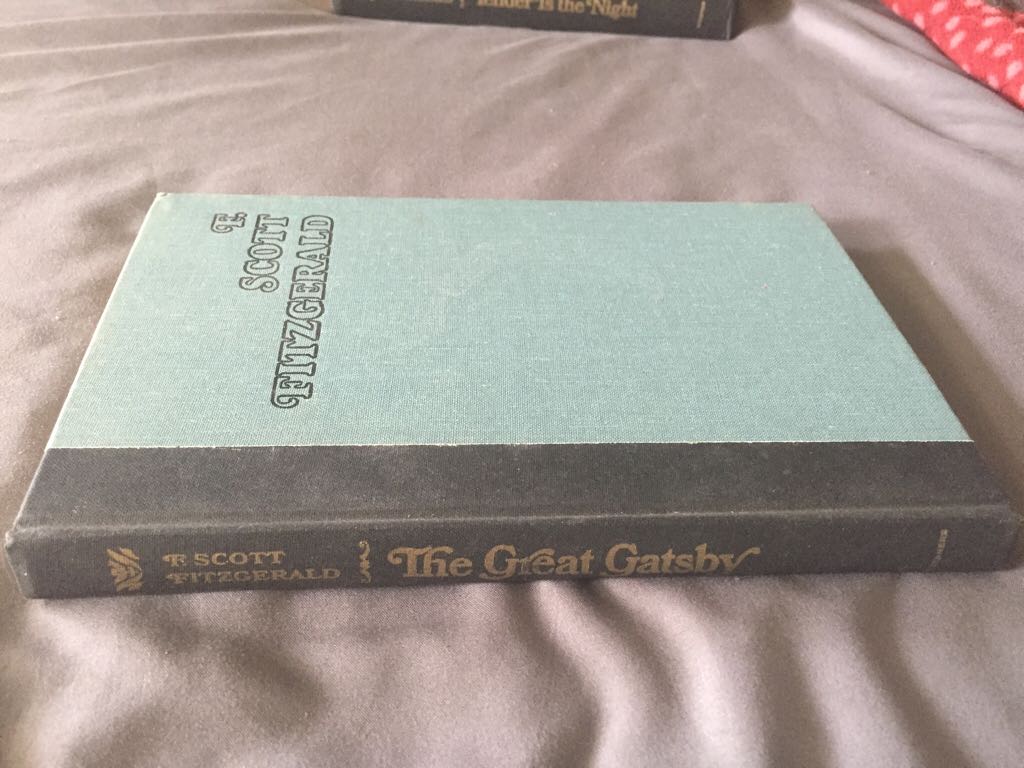 Tender Is the Night
F.
SCOTT
FITZGERALD
F. SCOTT
FITZGERALD
The Great Gatsby